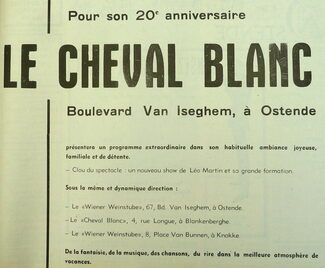 Pour son 20e anniversaire
LE CHEVAL BLANC
Boulevard Van Iseghem, à Ostende
présentera un programme extraordinaire dans son habituelle ambiance joyeuse,
familiale et de détente.
— Clou du spectacle : un nouveau show de Léo Martin et sa grande formation.
Sous la même et dynamique direction :
— Le «Wiener Weinstube», 67, Bd. Van Iseghem, à Ostende.
— Le «Cheval Blanc», 4, rue Longue, à Blankenberghe.
— Le «Wiener Weinstube», 8, Place Van Bunnen, à Knokke.
De la fantaisie, de la musique, des chansons, du rire dans la meilleure atmosphère de
vacances.